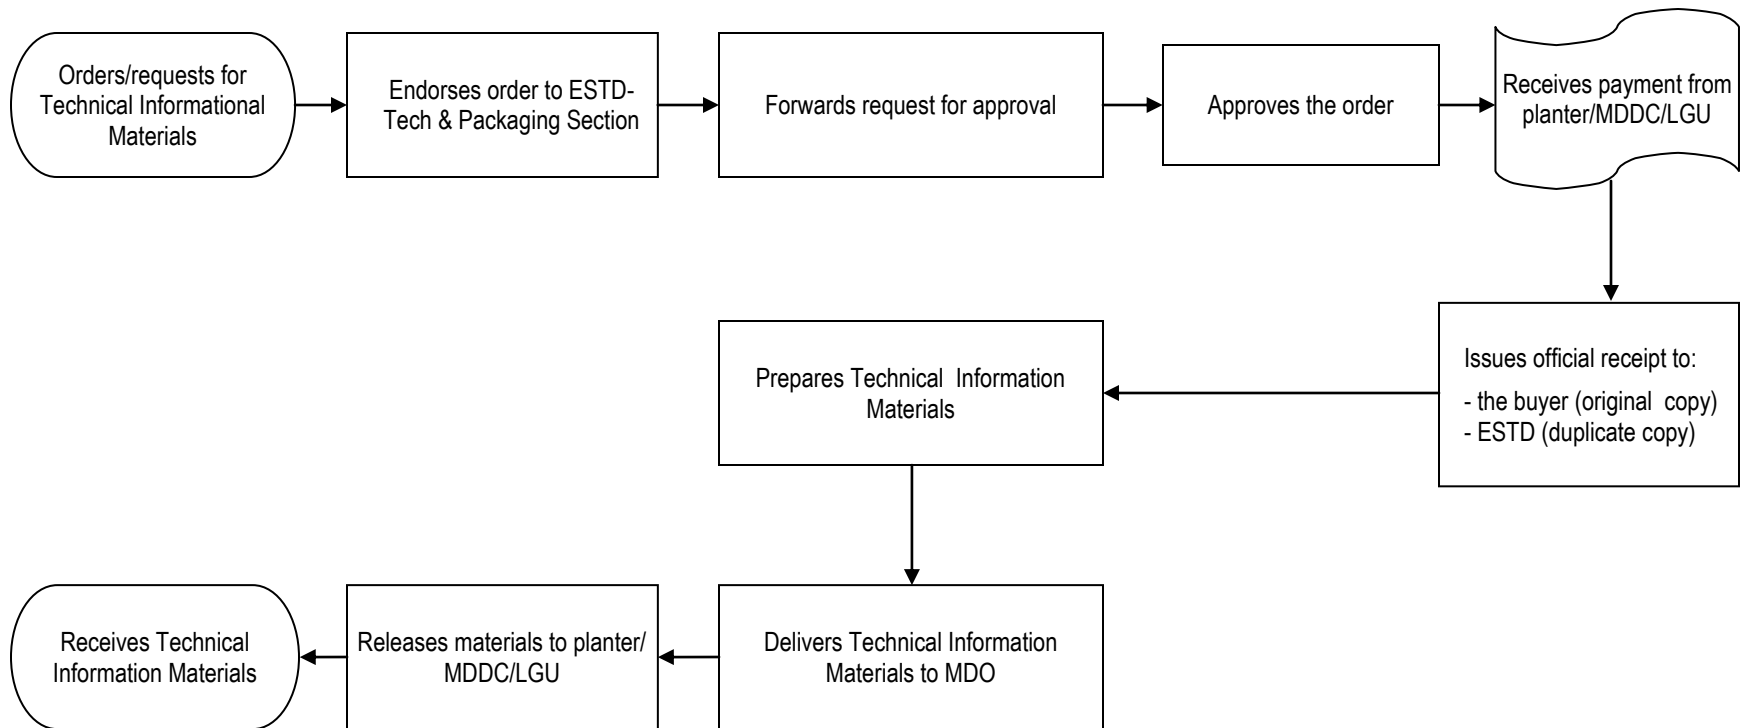 Orders/requests for
Technical Informational
Materials
Endorses order to ESTD-
Tech & Packaging Section
Forwards request for approval
Approves the order
Receives payment from
planter/MDDC/LGU
Issues official receipt to:
- the buyer (original copy)
- ESTD (duplicate copy)
Prepares Technical Information
Materials
Delivers Technical Information
Materials to MDO
Releases materials to planter/
MDDC/LGU
Receives Technical
Information Materials